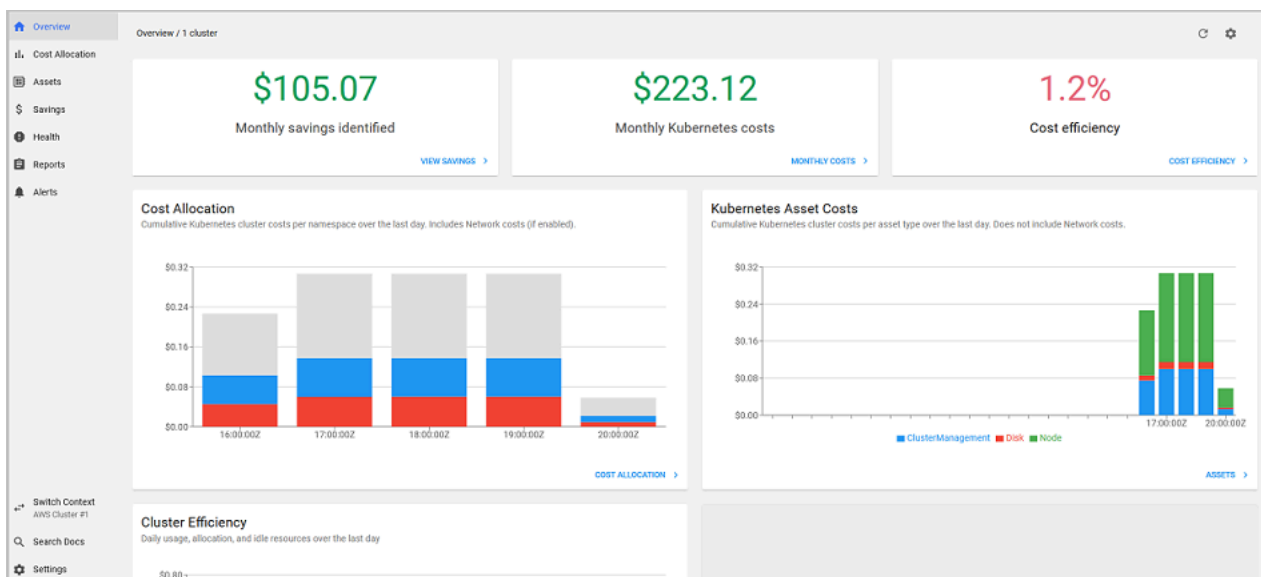 Overview
Cost Allocation
Assets
Savings
Health
Reports
Alerts
Switch Context
AWS Cluster #1
Search Docs
Settings
Overview / 1 cluster
$105.07
Monthly savings identified
VIEW SAVINGS >
$223.12
Monthly Kubernetes costs
MONTHLY COSTS >
1.2%
Cost efficiency
COST EFFICIENCY >
Cost Allocation
Cumulative Kubernetes cluster costs per namespace over the last day. Includes Network costs (if enabled).
$0.32
$0.24
$0.16
$0.08
$0.00
16:00:00Z 17:00:00Z 18:00:00Z 19:00:00Z 20:00:00Z
COST ALLOCATION >
Kubernetes Asset Costs
Cumulative Kubernetes cluster costs per asset type over the last day. Does not include Network costs.
$0.32
$0.24
$0.16
$0.08
$0.00
17:00:00Z 20:00:00Z
ClusterManagement Disk Node
ASSETS >
Cluster Efficiency
Daily usage, allocation, and idle resources over the last day
$0.80